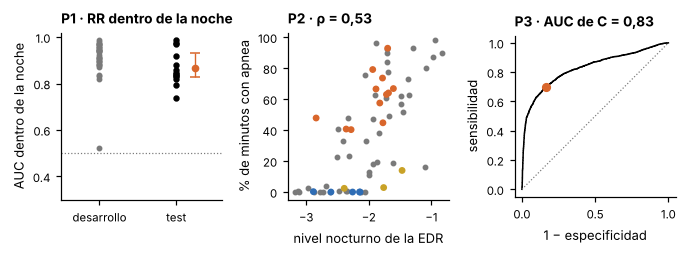 P1 · RR dentro de la noche
AUC dentro de la noche
1.0
0.8
0.6
0.4
desarrollo
test
P2 · ρ = 0,53
% de minutos con apnea
100
80
60
40
20
0
−3
−2
−1
nivel nocturno de la EDR
P3 · AUC de C = 0,83
sensibilidad
1.0
0.8
0.6
0.4
0.2
0.0
0.0
0.5
1.0
1 − especificidad